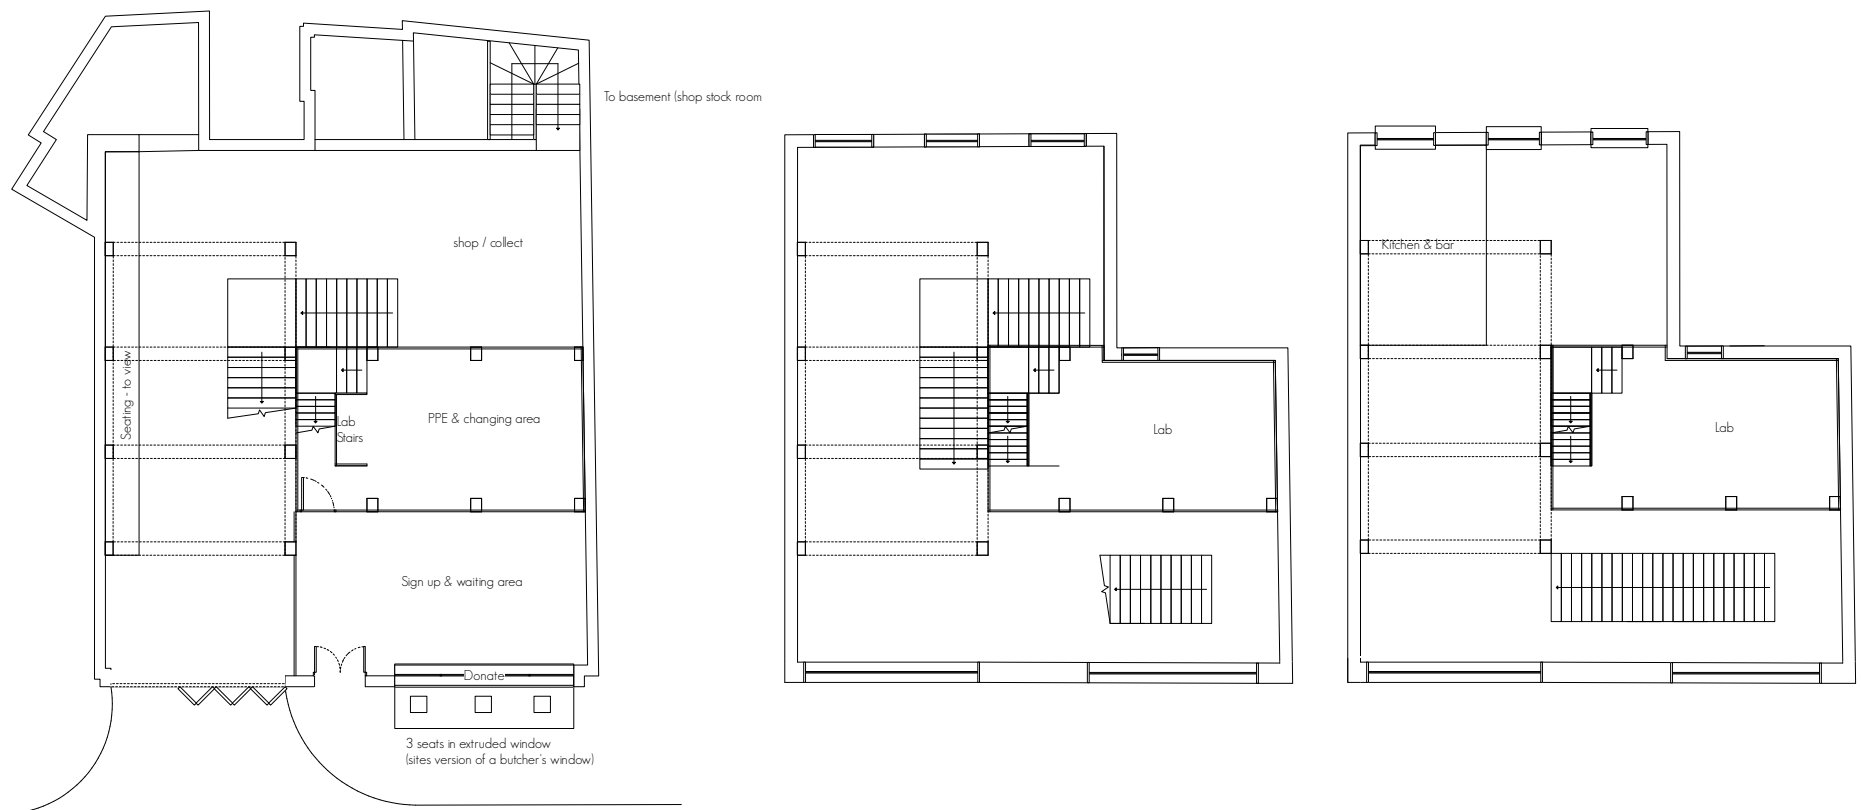 To basement (shop stock room
shop / collect
Seating - to view
Lab
Stairs
PPE & changing area
Sign up & waiting area
Donate
3 seats in extruded window
(sites version of a butcher's window)
Lab
Kitchen & bar
Lab